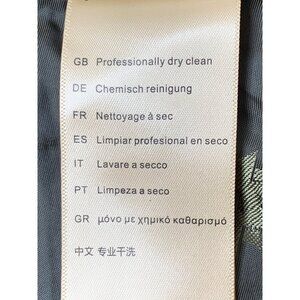 GB Professionally dry clean
DE Chemisch reinigung
FR Nettoyage à sec
ES Limpiar profesional en seco
IT Lavare a secco
PT Limpeza a seco
GR μόνο με χημικό καθαρισμό
中文 专业干洗